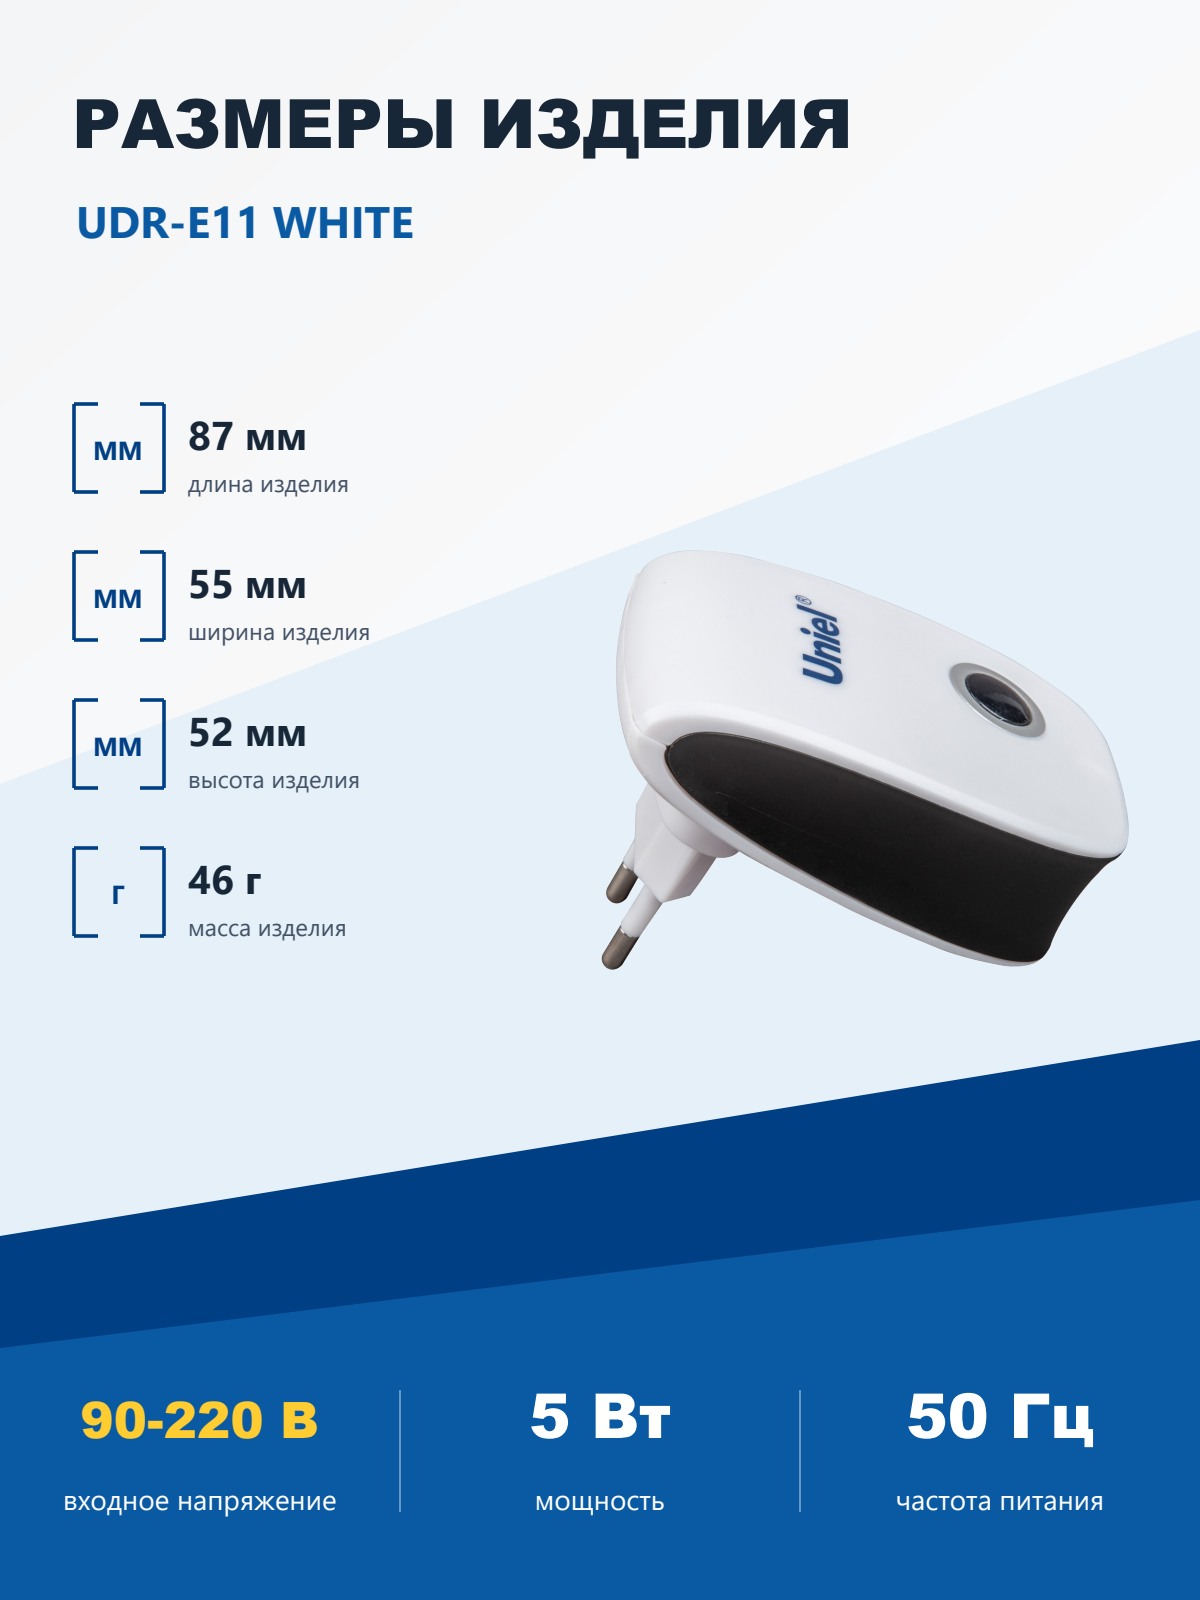 РАЗМЕРЫ ИЗДЕЛИЯ
UDR-E11 WHITE
мм
87 мм
длина изделия
мм
55 мм
ширина изделия
мм
52 мм
высота изделия
г
46 г
масса изделия
Uniel®
90-220 В
входное напряжение
5 Вт
мощность
50 Гц
частота питания